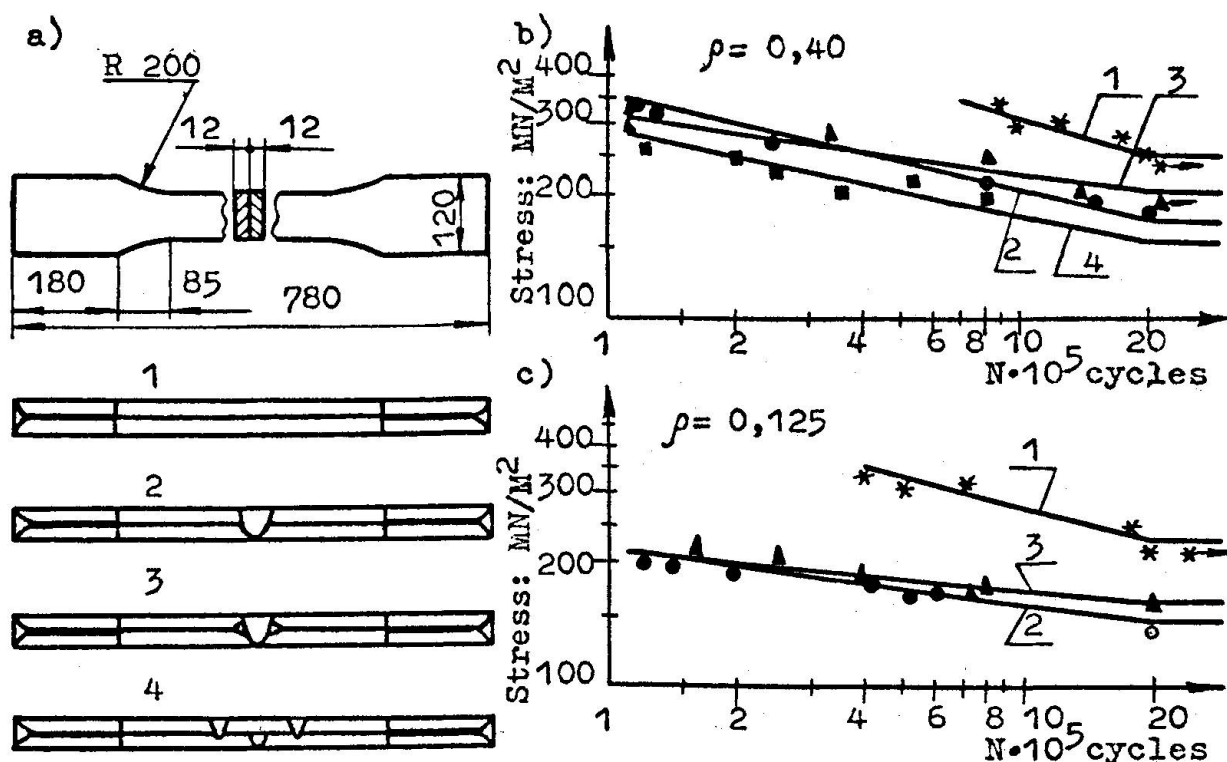 a)
R 200
12 12
120
180 85
780
1
2
3
4
b)
ρ= 0,40
Stress: MN/M²
400
300
200
100
1 3
2 4
1 2 4 6 8 10 20
N·10⁵cycles
c)
ρ= 0,125
Stress: MN/M²
400
300
200
100
1
3
2
1 2 4 6 8 10 20
N·10⁵cycles